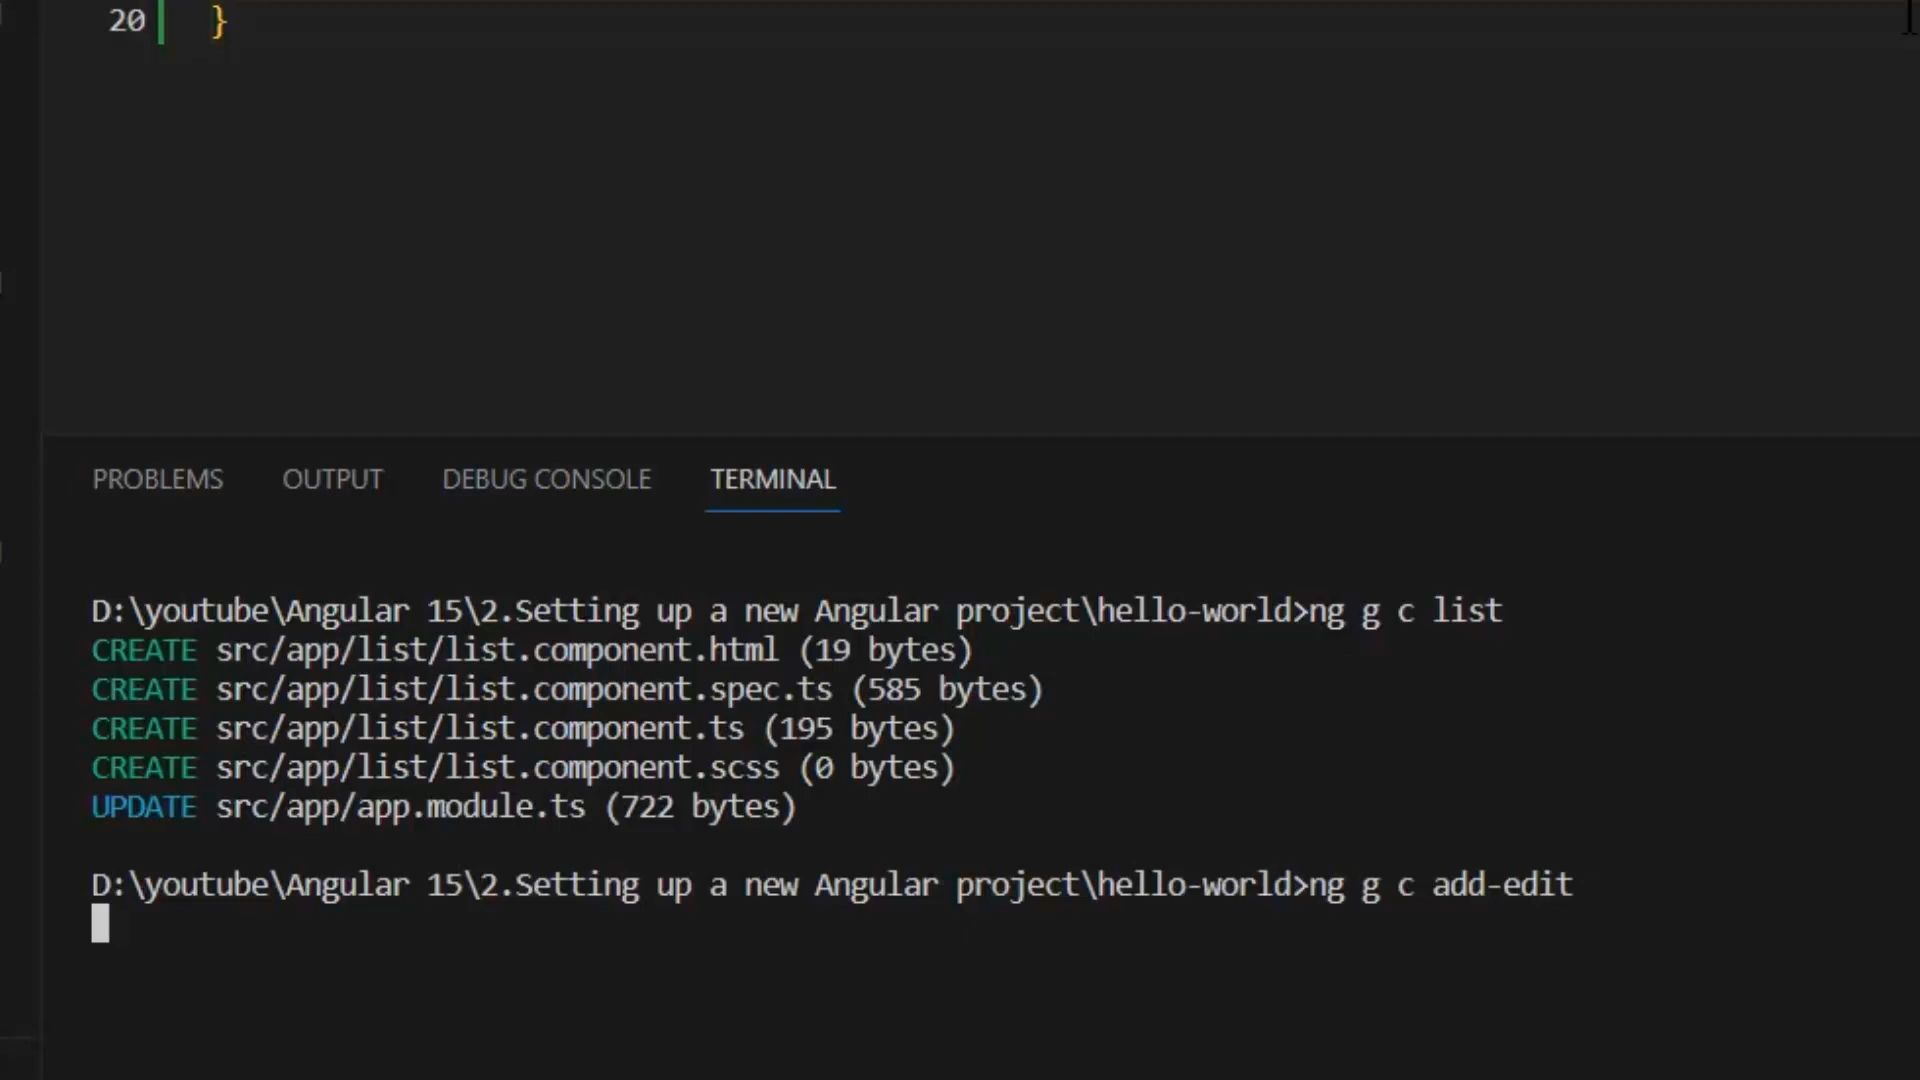 20 }
PROBLEMS OUTPUT DEBUG CONSOLE TERMINAL
D:\youtube\Angular 15\2.Setting up a new Angular project\hello-world>ng g c list
CREATE src/app/list/list.component.html (19 bytes)
CREATE src/app/list/list.component.spec.ts (585 bytes)
CREATE src/app/list/list.component.ts (195 bytes)
CREATE src/app/list/list.component.scss (0 bytes)
UPDATE src/app/app.module.ts (722 bytes)
D:\youtube\Angular 15\2.Setting up a new Angular project\hello-world>ng g c add-edit